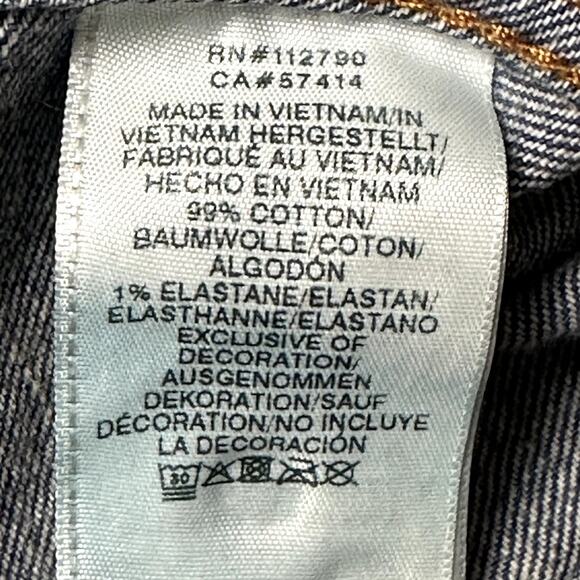 RN#112790
CA#57414
MADE IN VIETNAM/IN
VIETNAM HERGESTELLT/
FABRIQUÉ AU VIETNAM/
HECHO EN VIETNAM
99% COTTON/
BAUMWOLLE/COTON/
ALGODÓN
1% ELASTANE/ELASTAN/
ELASTHANNE/ELASTANO
EXCLUSIVE OF
DECORATION/
AUSGENOMMEN
DEKORATION/SAUF
DÉCORATION/NO INCLUYE
LA DECORACIÓN
30